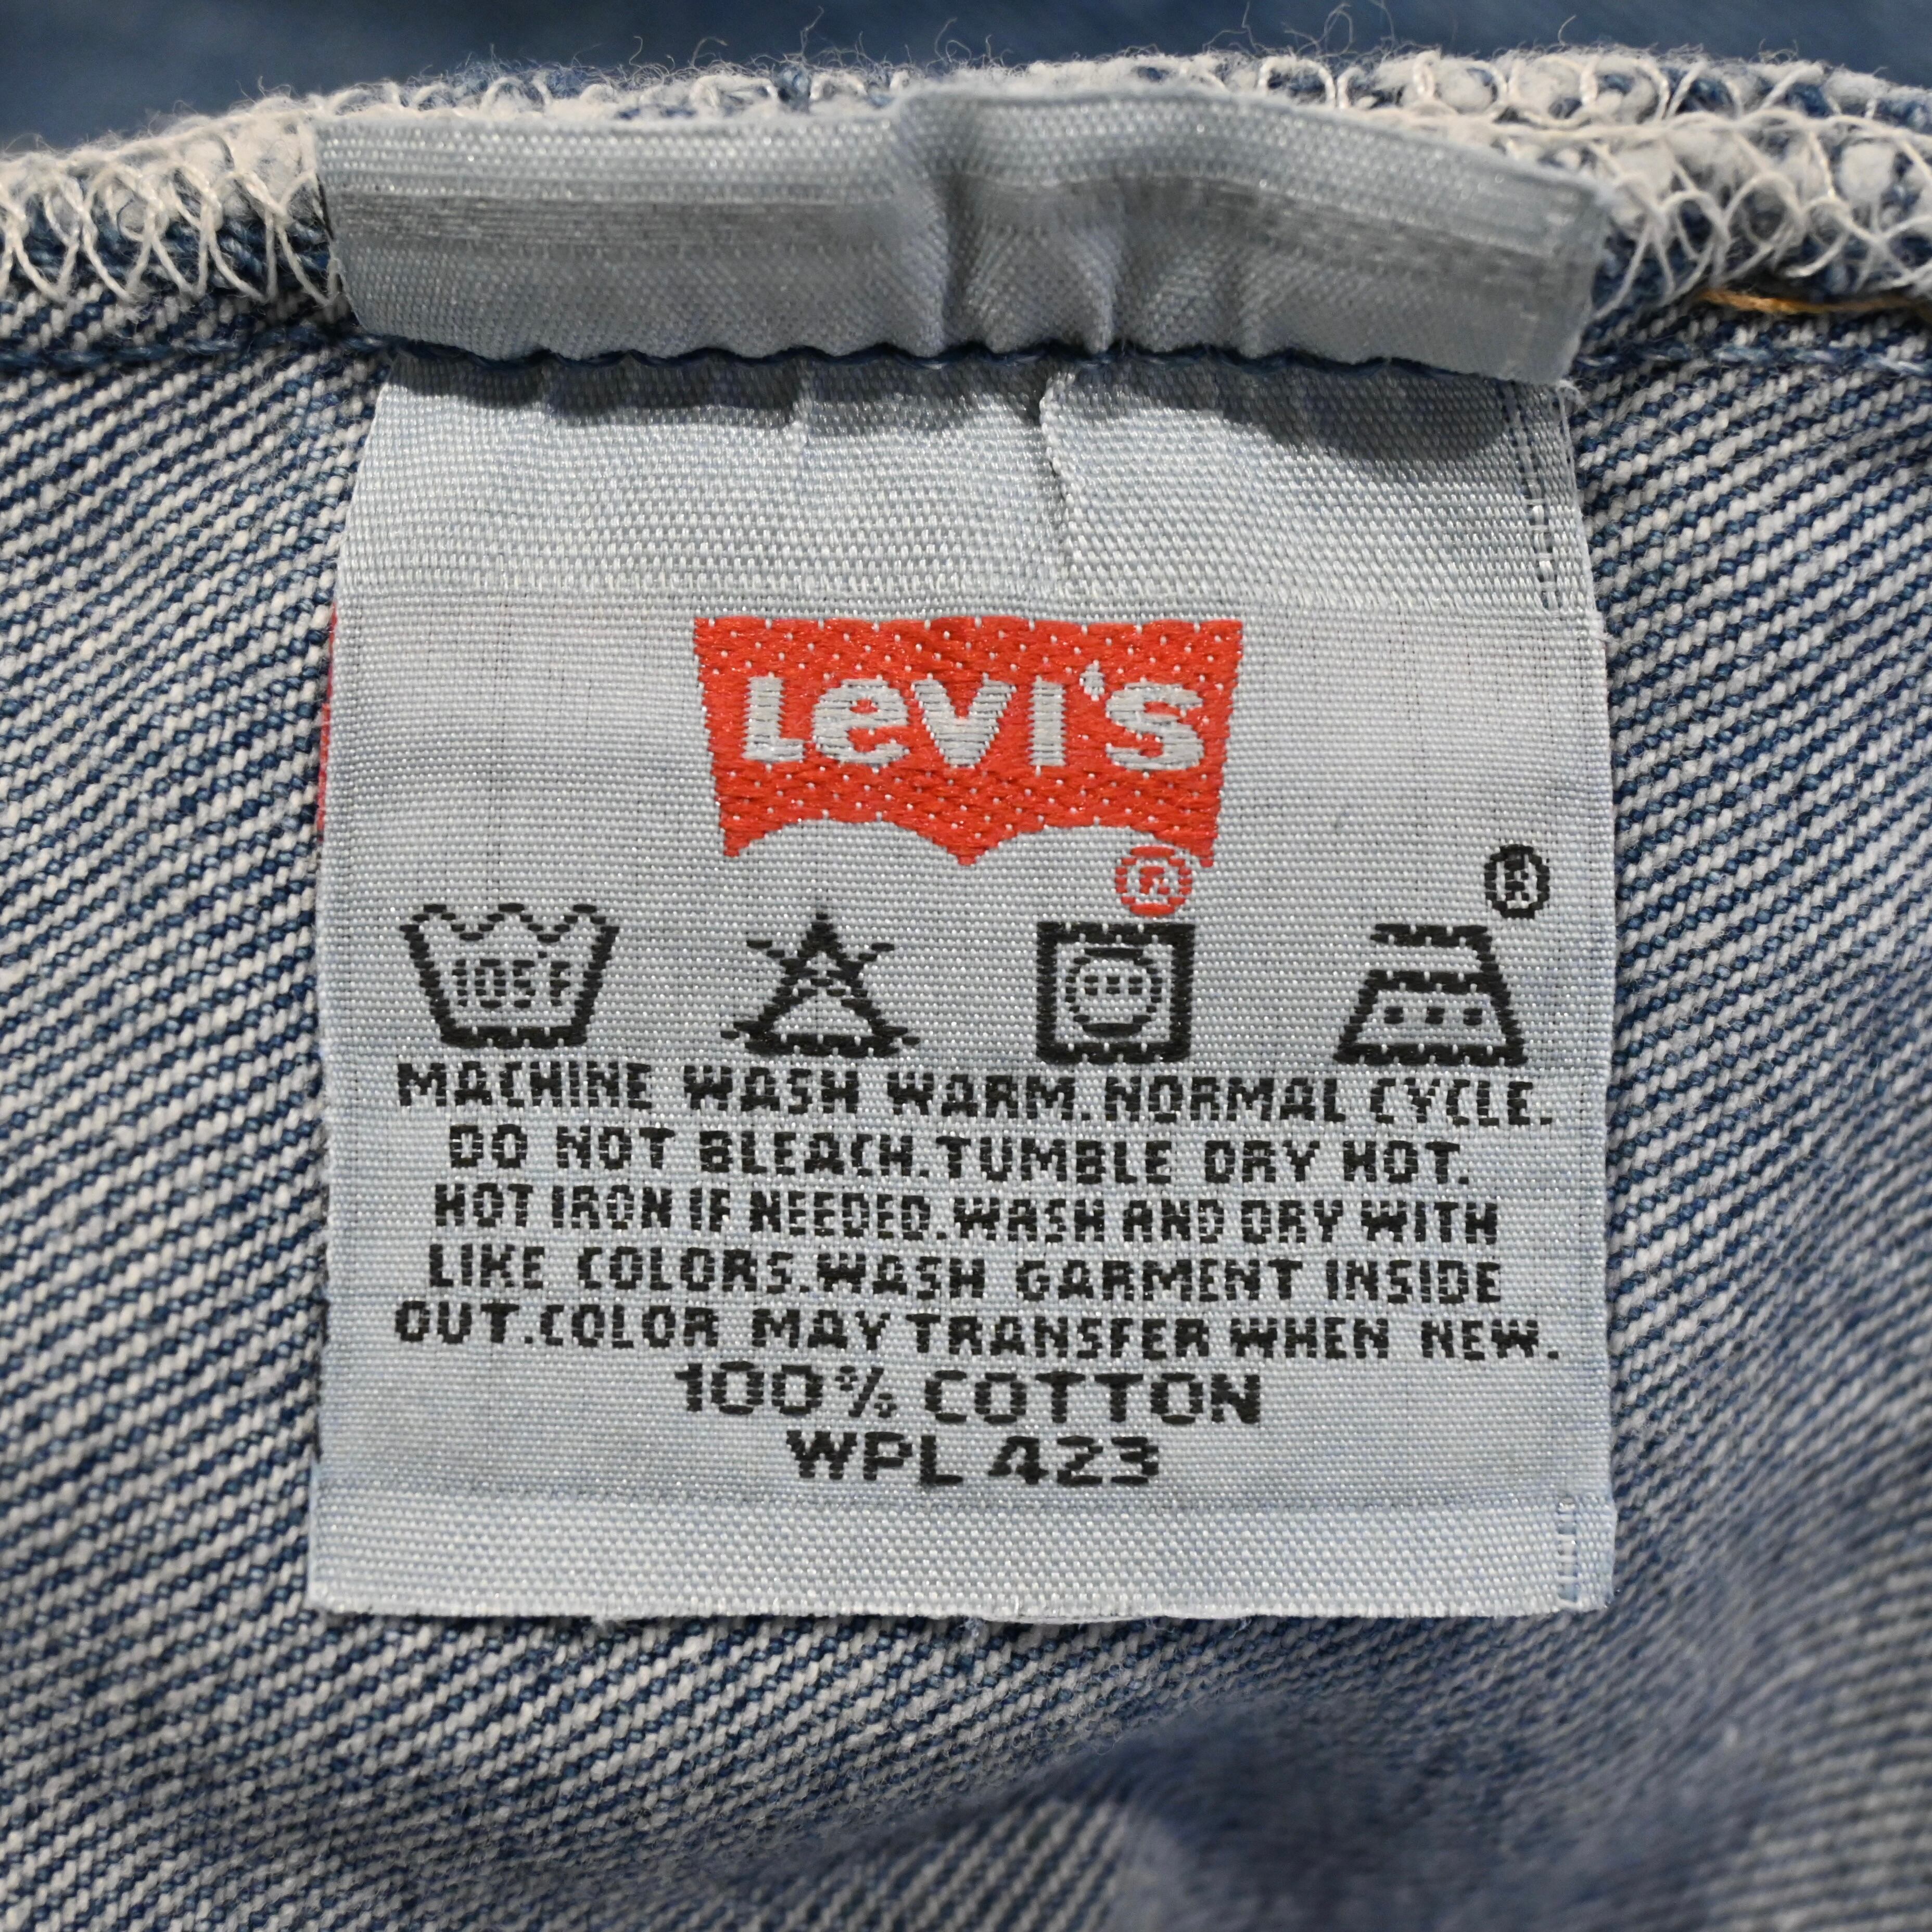 Levi's
®
®
105F
MACHINE WASH WARM. NORMAL CYCLE.
DO NOT BLEACH. TUMBLE DRY HOT.
HOT IRON IF NEEDED. WASH AND DRY WITH
LIKE COLORS. WASH GARMENT INSIDE
OUT. COLOR MAY TRANSFER WHEN NEW.
100% COTTON
WPL 423